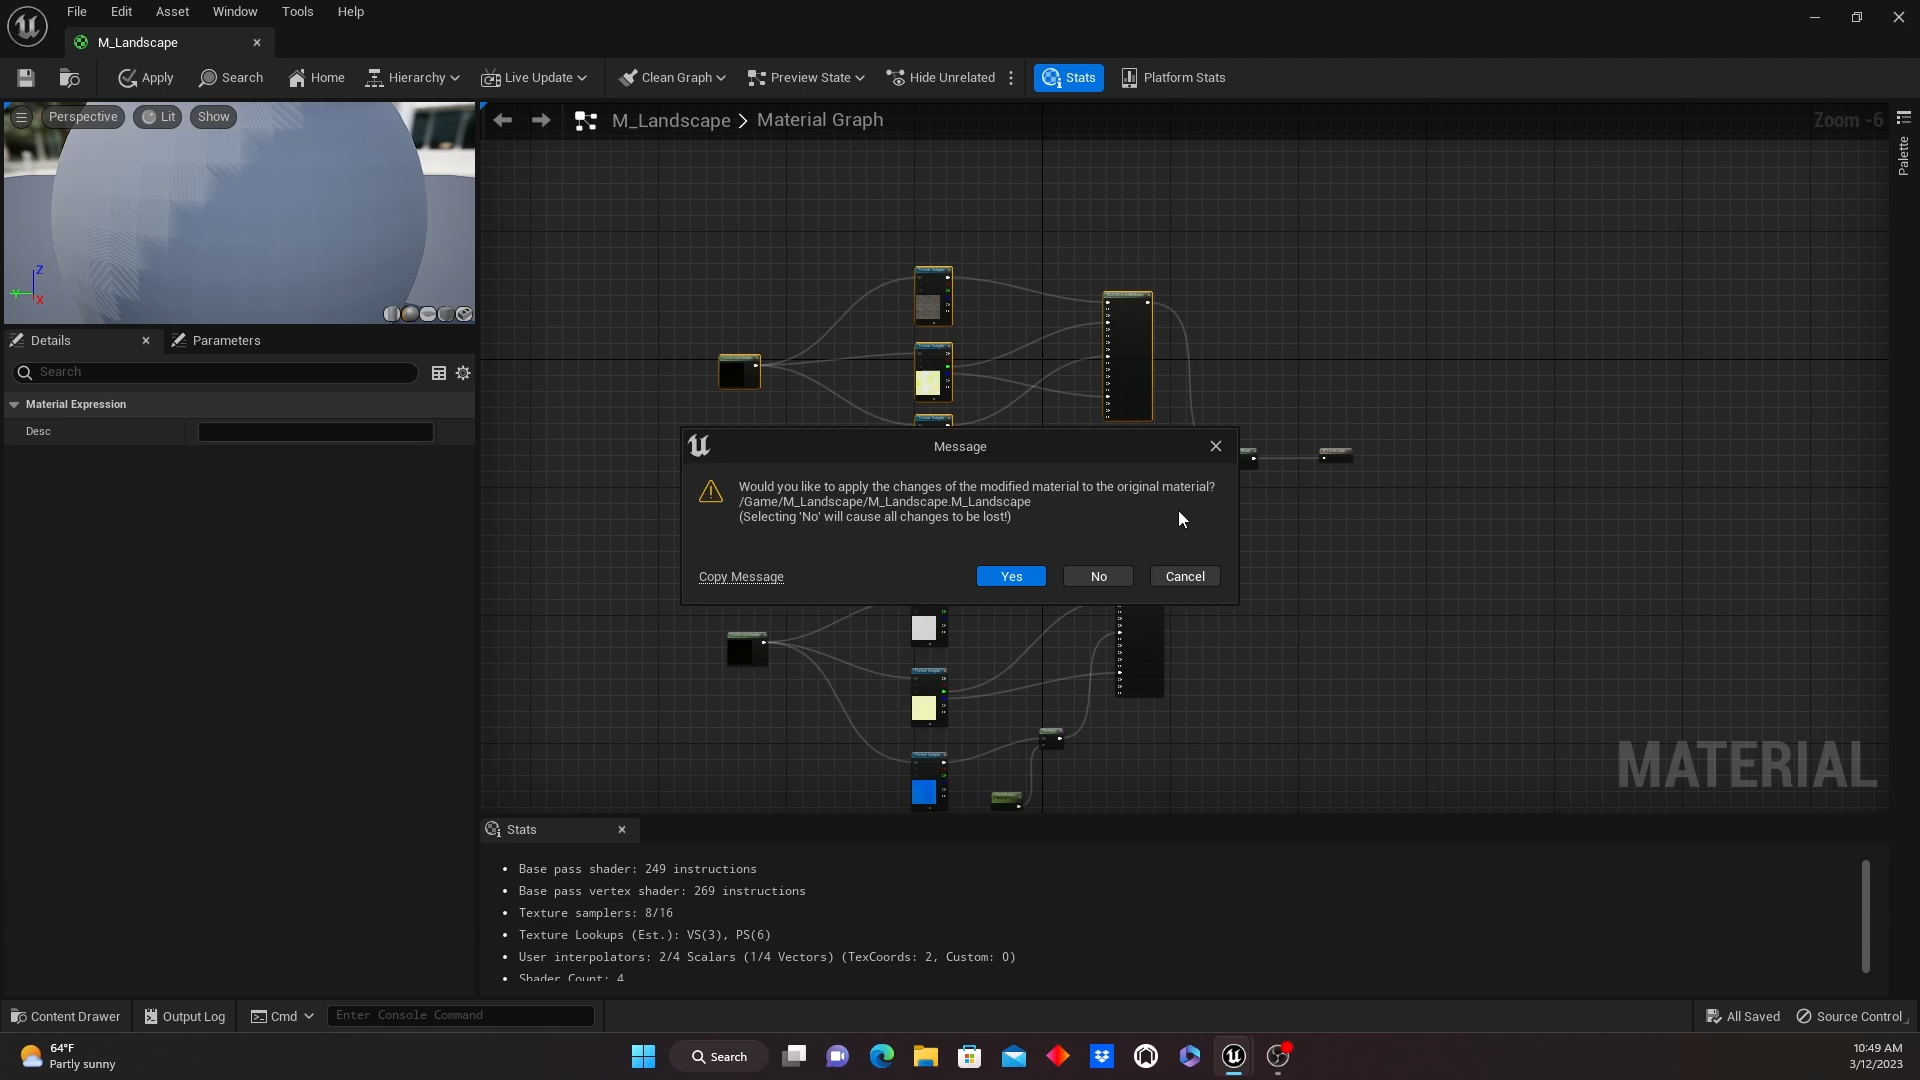 File Edit Asset Window Tools Help
M_Landscape
Apply Search Home Hierarchy Live Update Clean Graph Preview State Hide Unrelated Stats Platform Stats
Perspective Lit Show
M_Landscape > Material Graph
Zoom -6
Palette
Z
Y
X
Details Parameters
Search
Material Expression
Desc
Message
Would you like to apply the changes of the modified material to the original material?
/Game/M_Landscape/M_Landscape.M_Landscape
(Selecting 'No' will cause all changes to be lost!)
Copy Message
Yes No Cancel
MATERIAL
Stats
• Base pass shader: 249 instructions
• Base pass vertex shader: 269 instructions
• Texture samplers: 8/16
• Texture Lookups (Est.): VS(3), PS(6)
• User interpolators: 2/4 Scalars (1/4 Vectors) (TexCoords: 2, Custom: 0)
• Shader Count: 4
Content Drawer Output Log Cmd Enter Console Command All Saved Source Control
64°F
Partly sunny
Search
10:49 AM
3/12/2023